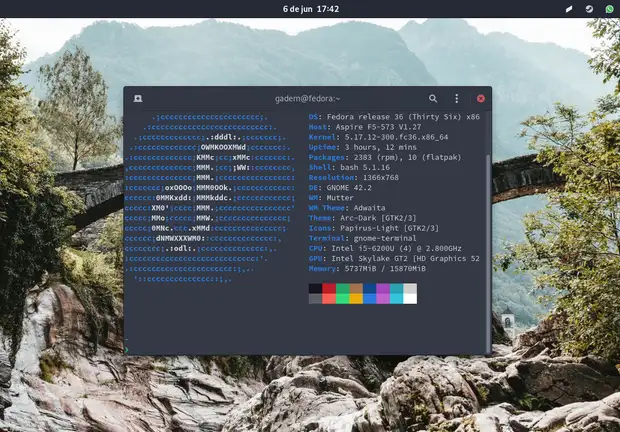 6 de jun 17:42
gadem@fedora:~
OS: Fedora release 36 (Thirty Six) x86
Host: Aspire F5-573 V1.27
Kernel: 5.17.12-300.fc36.x86_64
Uptime: 3 hours, 12 mins
Packages: 2383 (rpm), 10 (flatpak)
Shell: bash 5.1.16
Resolution: 1366x768
DE: GNOME 42.2
WM: Mutter
WM Theme: Adwaita
Theme: Arc-Dark [GTK2/3]
Icons: Papirus-Light [GTK2/3]
Terminal: gnome-terminal
CPU: Intel i5-6200U (4) @ 2.800GHz
GPU: Intel Skylake GT2 [HD Graphics 52
Memory: 5737MiB / 15870MiB